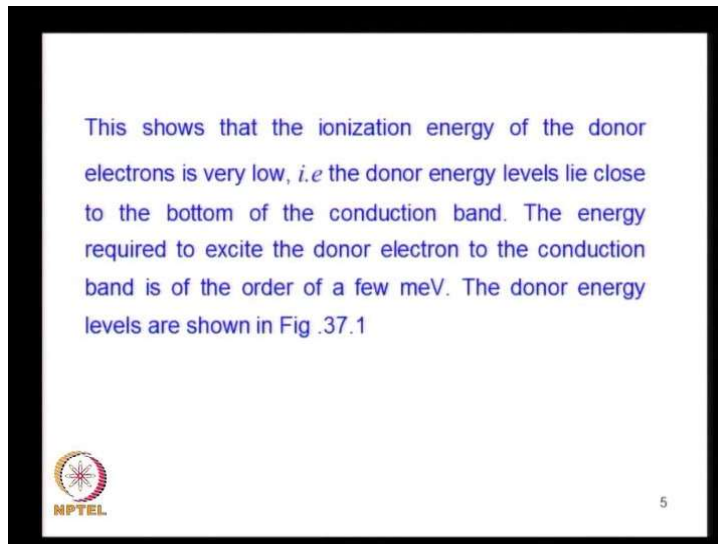 This shows that the ionization energy of the donor
electrons is very low, i.e the donor energy levels lie close
to the bottom of the conduction band. The energy
required to excite the donor electron to the conduction
band is of the order of a few meV. The donor energy
levels are shown in Fig .37.1
NPTEL
5